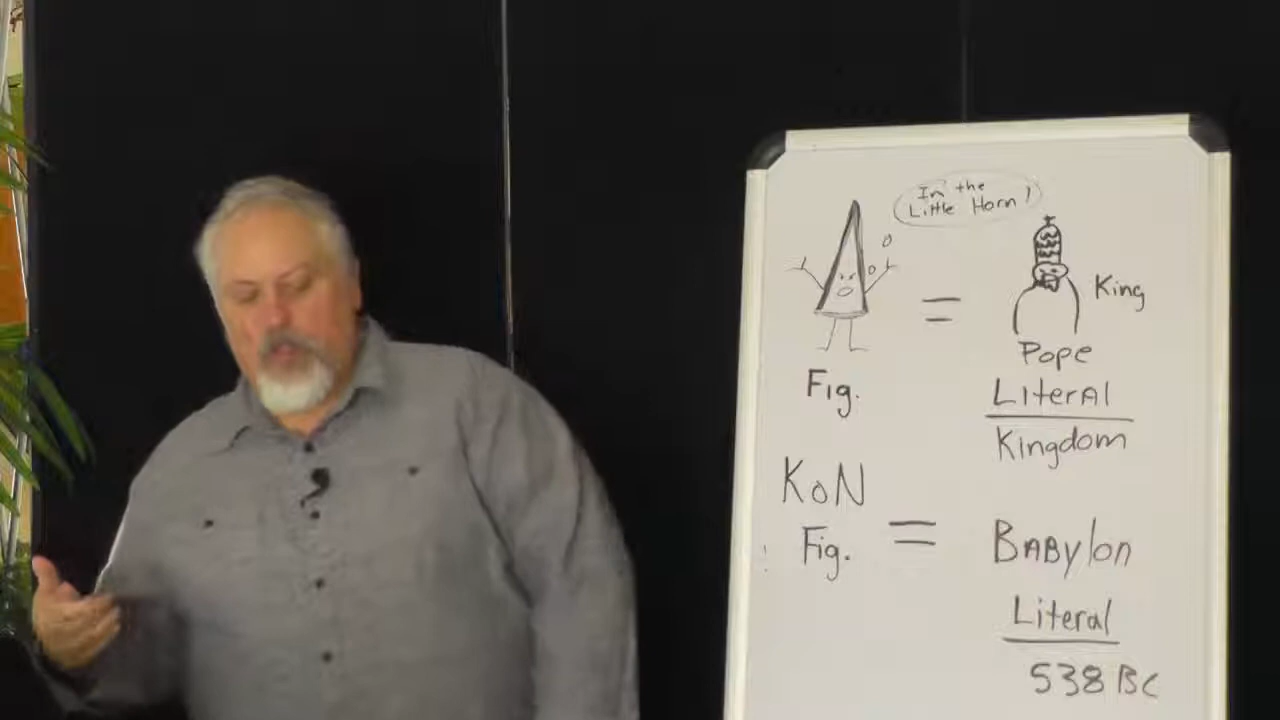 In the
Little Horn!
=
King
Pope
Fig.
Literal
Kingdom
KoN
Fig.
=
BABylon
Literal
538 BC